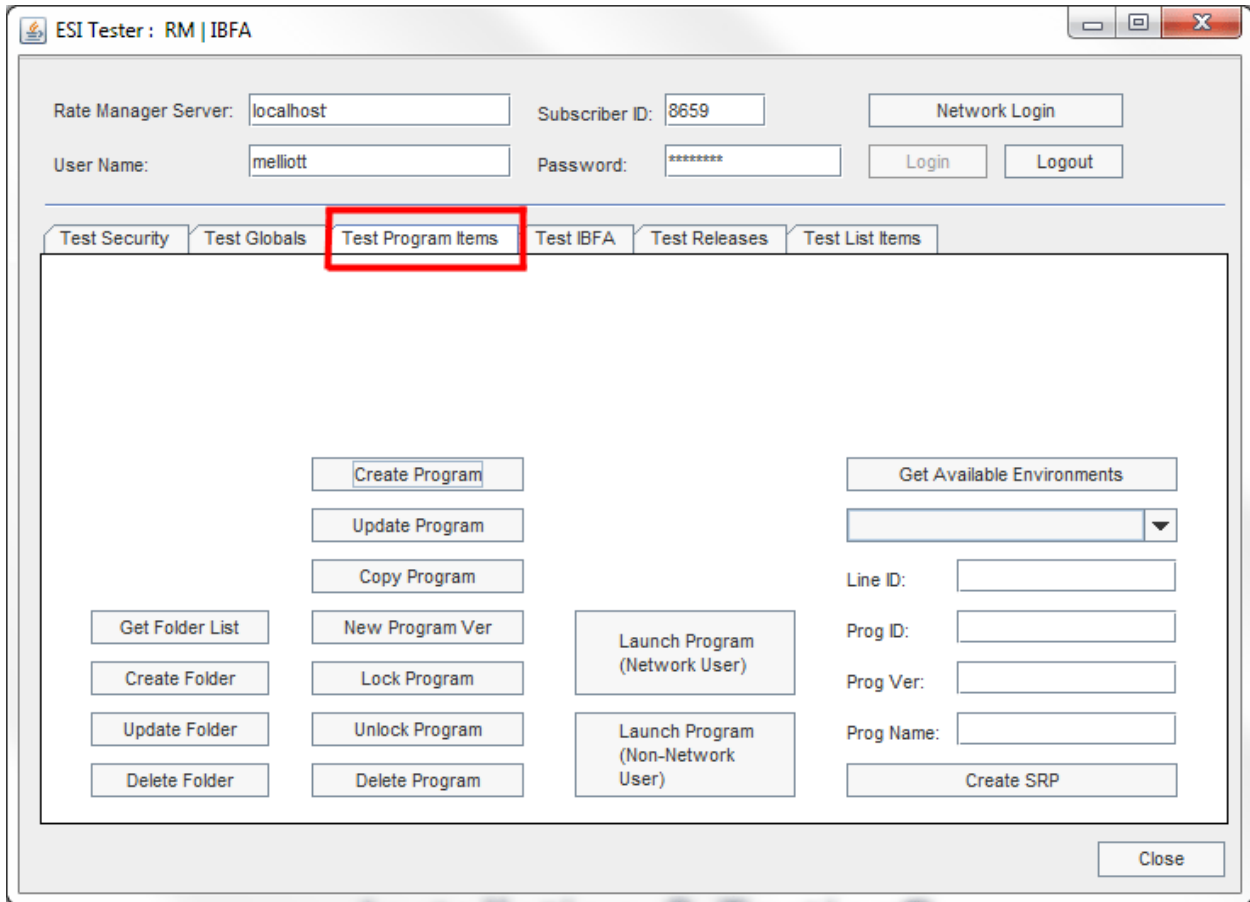 ESI Tester : RM | IBFA
Rate Manager Server: localhost Subscriber ID: 8659 Network Login
User Name: melliott Password: ******** Login Logout
Test Security Test Globals Test Program Items Test IBFA Test Releases Test List Items
Create Program Get Available Environments
Update Program
Copy Program Line ID:
Get Folder List New Program Ver Launch Program Prog ID:
(Network User)
Create Folder Lock Program Prog Ver:
Update Folder Unlock Program Launch Program Prog Name:
(Non-Network
Delete Folder Delete Program User) Create SRP
Close